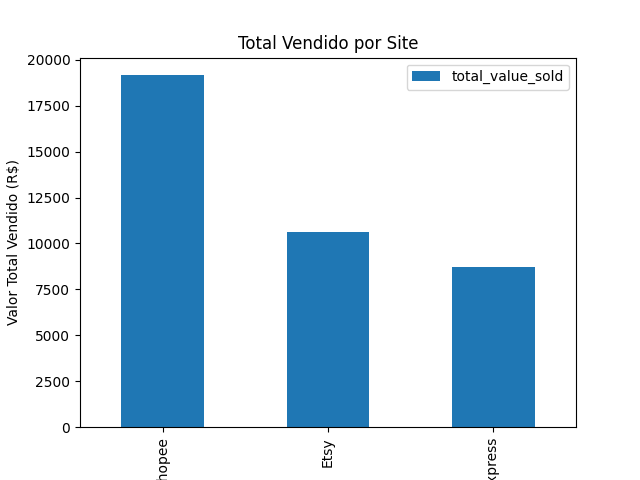 Total Vendido por Site
total_value_sold
Valor Total Vendido (R$)
20000
17500
15000
12500
10000
7500
5000
2500
0
hopee
Etsy
xpress